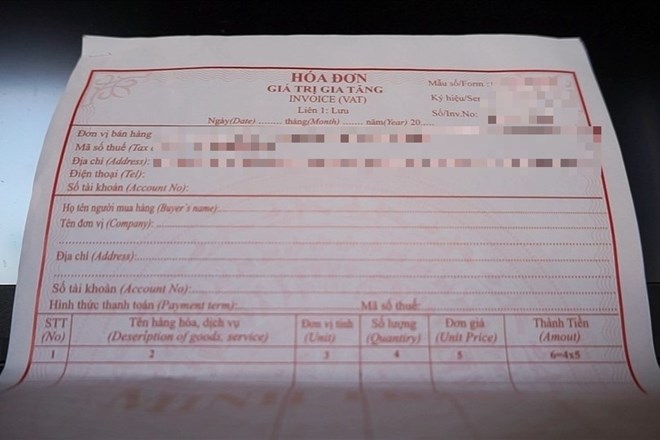 HÓA ĐƠN
GIÁ TRỊ GIA TĂNG
INVOICE (VAT)
Liên 1: Lưu
Ngày(Date) ........ tháng(Month) ........ năm(Year) 20.....
Mẫu số/Form :
Ký hiệu/Ser
Số/Inv.No:
Đơn vị bán hàng
Mã số thuế (Tax
Địa chỉ (Address):
Điện thoại (Tel):
Số tài khoản (Account No):
Họ tên người mua hàng (Buyer's name)
Tên đơn vị (Company):
Địa chỉ (Address):
Số tài khoản (Account No):
Hình thức thanh toán (Payment term): Mã số thuế:
STT Tên hàng hóa, dịch vụ Đơn vị tính Số lượng Đơn giá Thành Tiền
(No) (Description of goods, service) (Unit) (Quantiry) (Unit Price) (Amout)
1 2 3 4 5 6=4x5